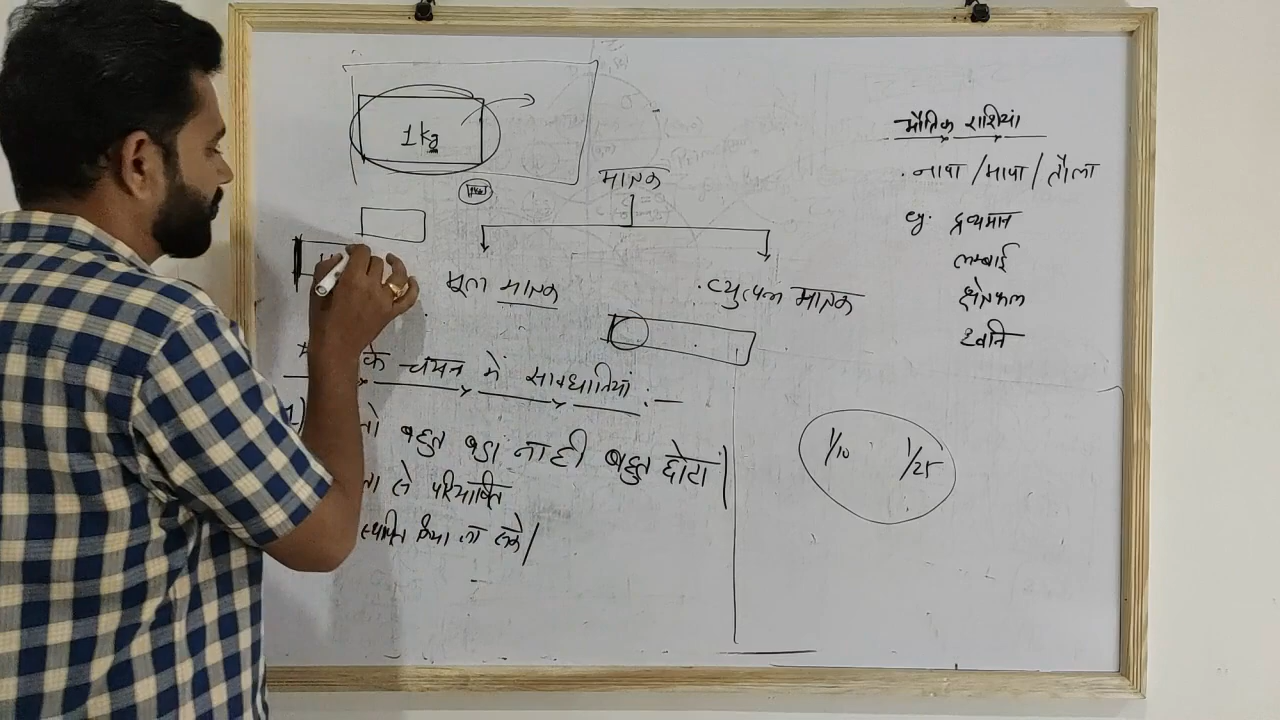 1kg
मानक
मूल मानक
व्युत्पन्न मानक
के चयन में सावधानियां :—
1) तो बहुत बड़ा ना ही बहुत छोटा |
से परिभाषित
स्थापित किया जा सके |
भौतिक राशियां
. नापा / मापा / तौला
eg. द्रव्यमान
लम्बाई
क्षेत्रफल
ध्वनि
1/10 1/25